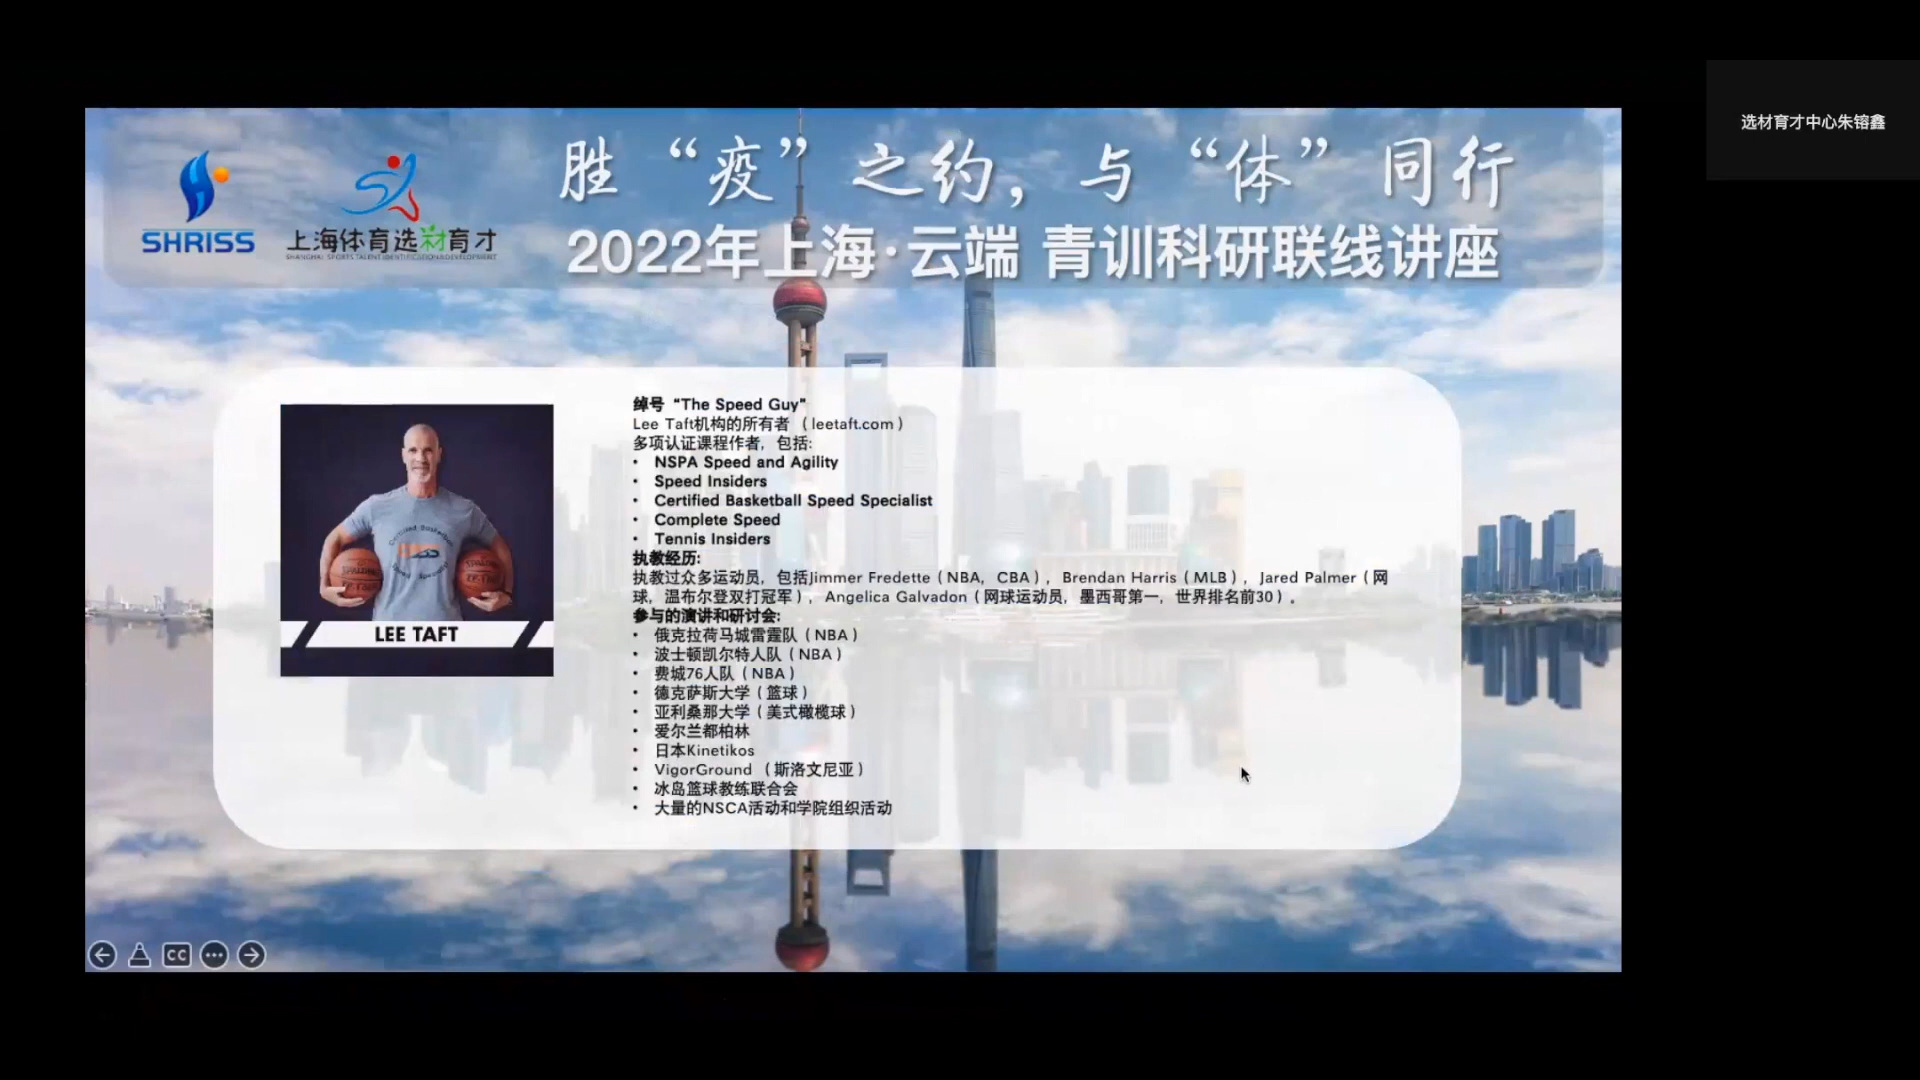 选材育才中心朱镕鑫
胜“疫”之约，与“体”同行
2022年上海·云端 青训科研联线讲座
SHRISS
上海体育选材育才
SHANGHAI SPORTS TALENT IDENTIFICATION & DEVELOPMENT
绰号“The Speed Guy”
Lee Taft机构的所有者（leetaft.com）
多项认证课程作者，包括:
• NSPA Speed and Agility
• Speed Insiders
• Certified Basketball Speed Specialist
• Complete Speed
• Tennis Insiders
执教经历:
执教过众多运动员，包括Jimmer Fredette（NBA，CBA），Brendan Harris（MLB），Jared Palmer（网
球，温布尔登双打冠军），Angelica Galvadon（网球运动员，墨西哥第一，世界排名前30）。
参与的演讲和研讨会:
• 俄克拉荷马城雷霆队（NBA）
• 波士顿凯尔特人队（NBA）
• 费城76人队（NBA）
• 德克萨斯大学（篮球）
• 亚利桑那大学（美式橄榄球）
• 爱尔兰都柏林
• 日本Kinetikos
• VigorGround （斯洛文尼亚）
• 冰岛篮球教练联合会
• 大量的NSCA活动和学院组织活动
Certified Basketball
Speed Specialist
SPALDING
SPALDING
LEE TAFT
CC